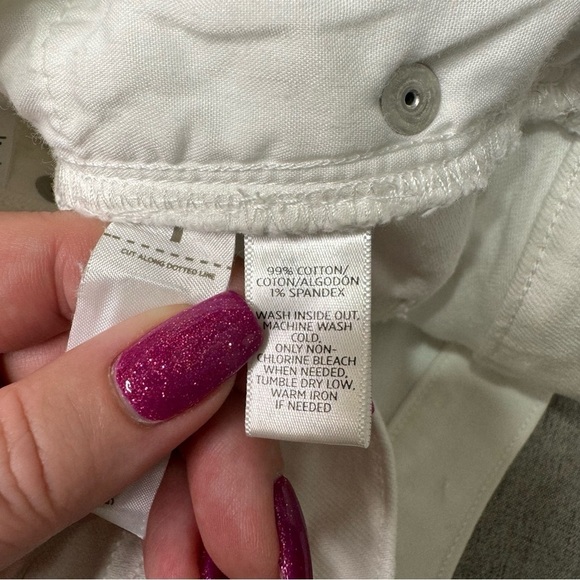 CUT ALONG DOTTED LINE
99% COTTON/
COTON/ALGODÓN
1% SPANDEX
WASH INSIDE OUT.
MACHINE WASH
COLD,
ONLY NON-
CHLORINE BLEACH
WHEN NEEDED,
TUMBLE DRY LOW.
WARM IRON
IF NEEDED